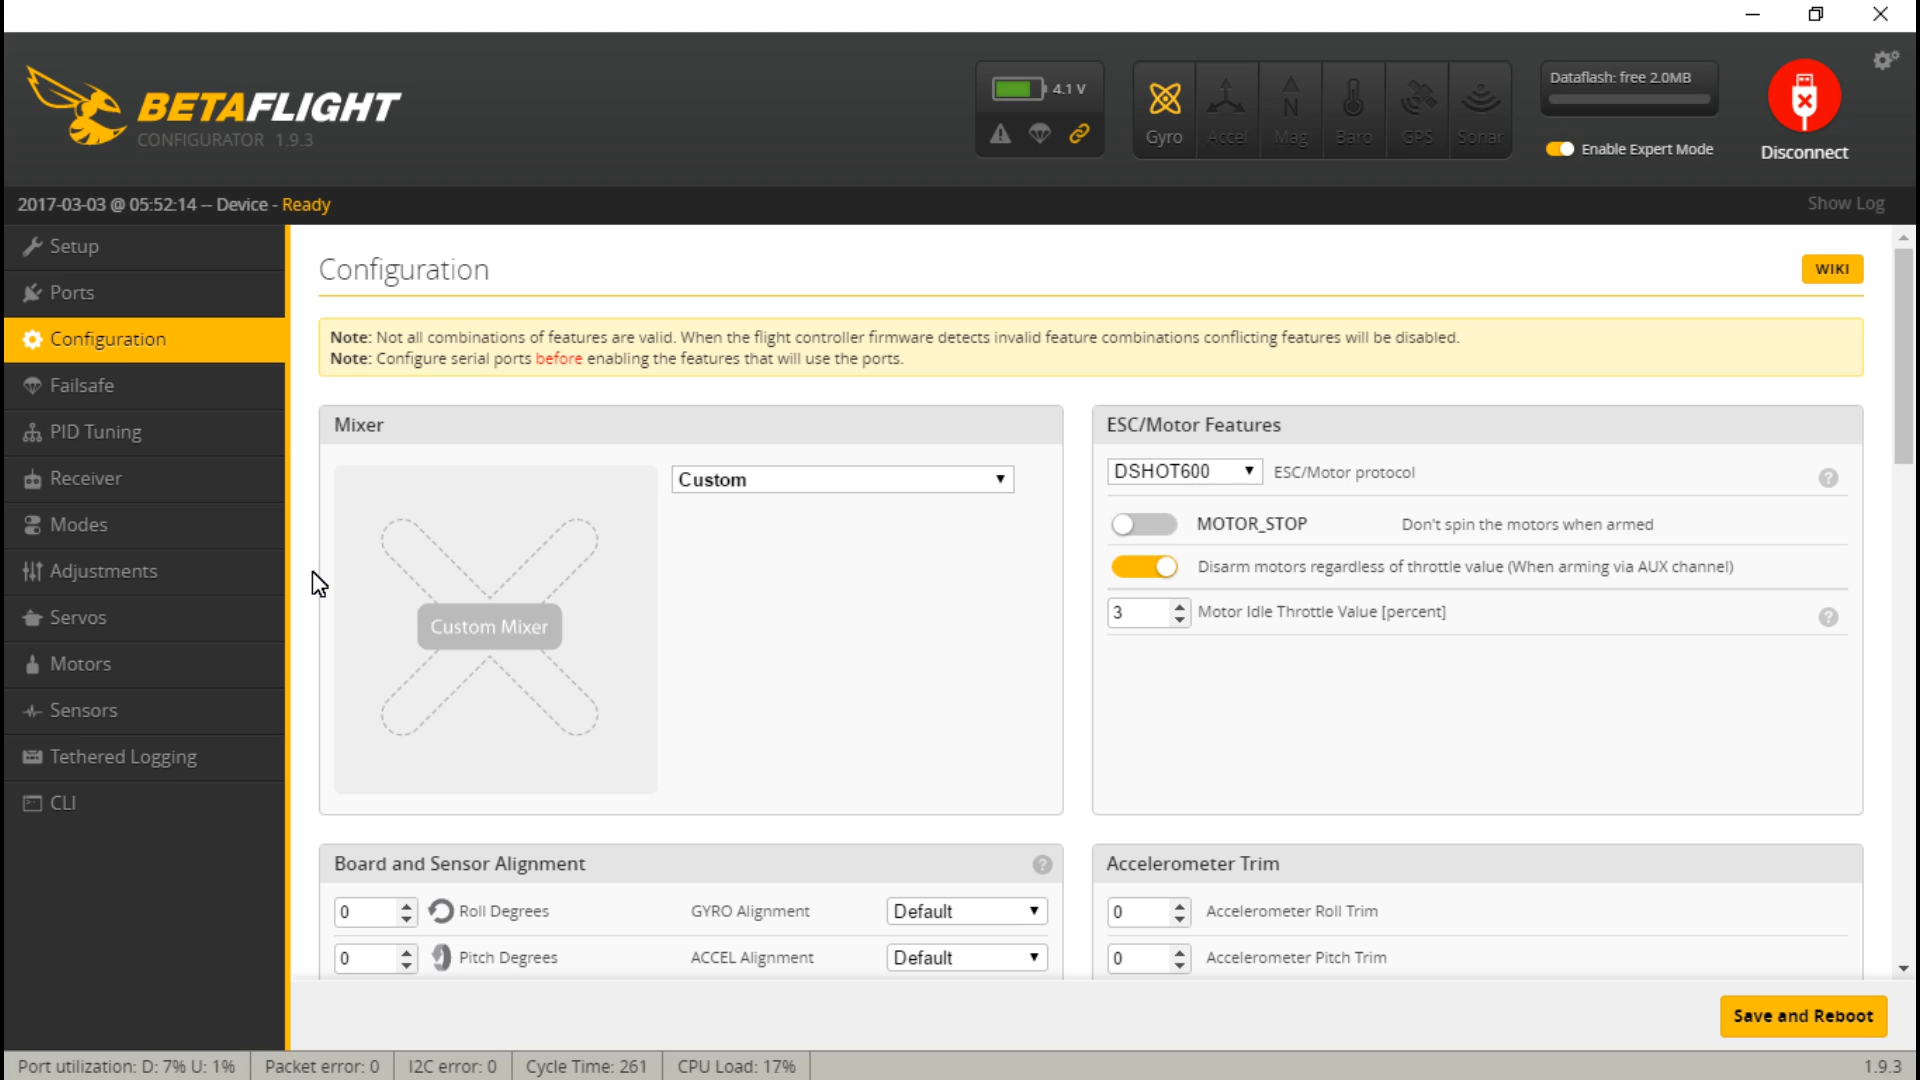 BETAFLIGHT
CONFIGURATOR 1.9.3
4.1 V
Gyro
Accel
Mag
Baro
GPS
Sonar
Dataflash: free 2.0MB
Enable Expert Mode
Disconnect
2017-03-03 @ 05:52:14 -- Device - Ready
Show Log
Setup
Ports
Configuration
Failsafe
PID Tuning
Receiver
Modes
Adjustments
Servos
Motors
Sensors
Tethered Logging
CLI
Configuration
WIKI
Note: Not all combinations of features are valid. When the flight controller firmware detects invalid feature combinations conflicting features will be disabled.
Note: Configure serial ports before enabling the features that will use the ports.
Mixer
Custom
Custom Mixer
ESC/Motor Features
DSHOT600 ESC/Motor protocol ?
MOTOR_STOP Don't spin the motors when armed
Disarm motors regardless of throttle value (When arming via AUX channel)
3 Motor Idle Throttle Value [percent] ?
Board and Sensor Alignment ?
0 Roll Degrees GYRO Alignment Default
0 Pitch Degrees ACCEL Alignment Default
Accelerometer Trim
0 Accelerometer Roll Trim
0 Accelerometer Pitch Trim
Save and Reboot
Port utilization: D: 7% U: 1% Packet error: 0 I2C error: 0 Cycle Time: 261 CPU Load: 17% 1.9.3